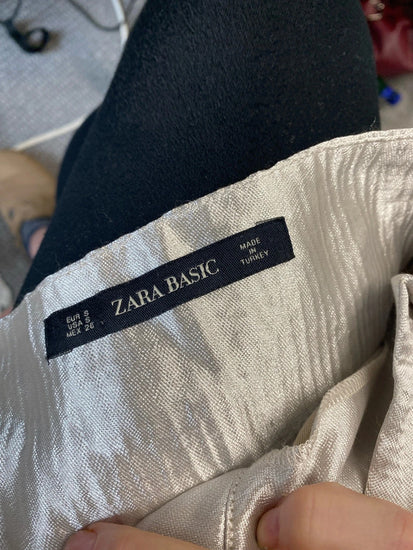 EUR S
USA S
MEX 26
ZARA BASIC
MADE
IN
TURKEY